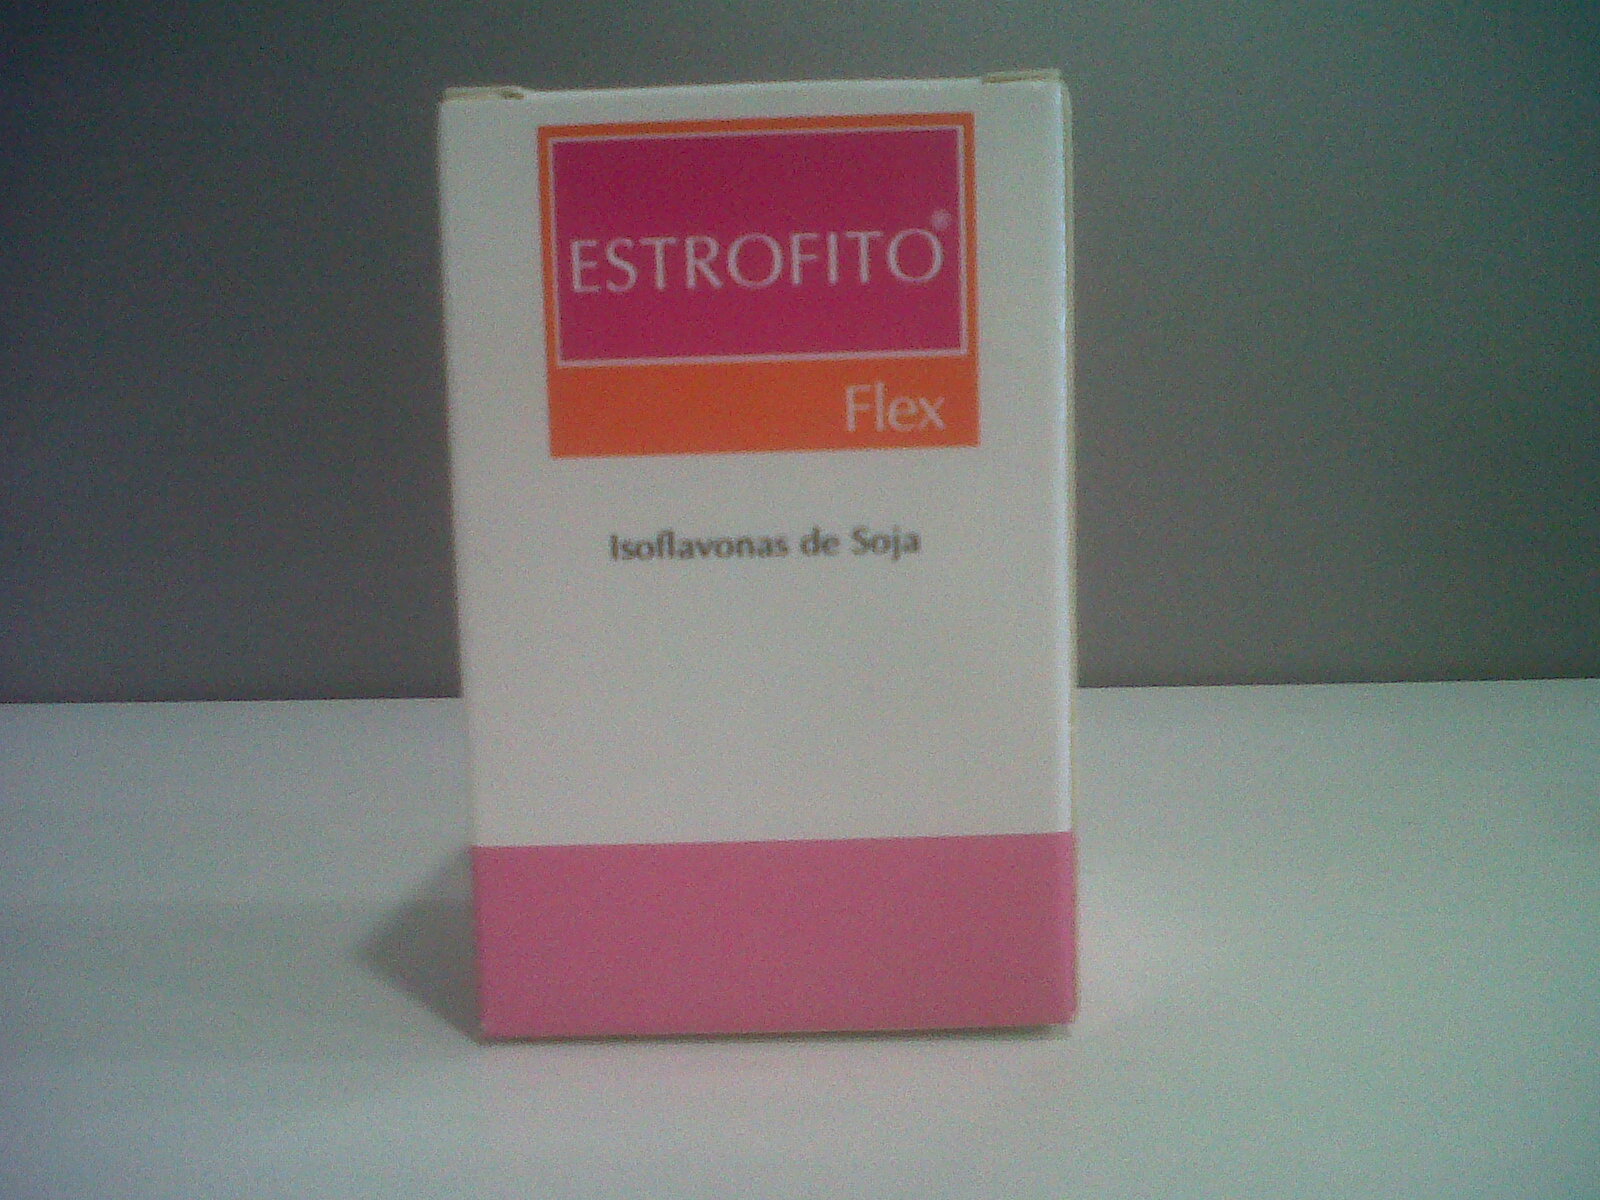 ESTROFITO®
Flex
Isoflavonas de Soja